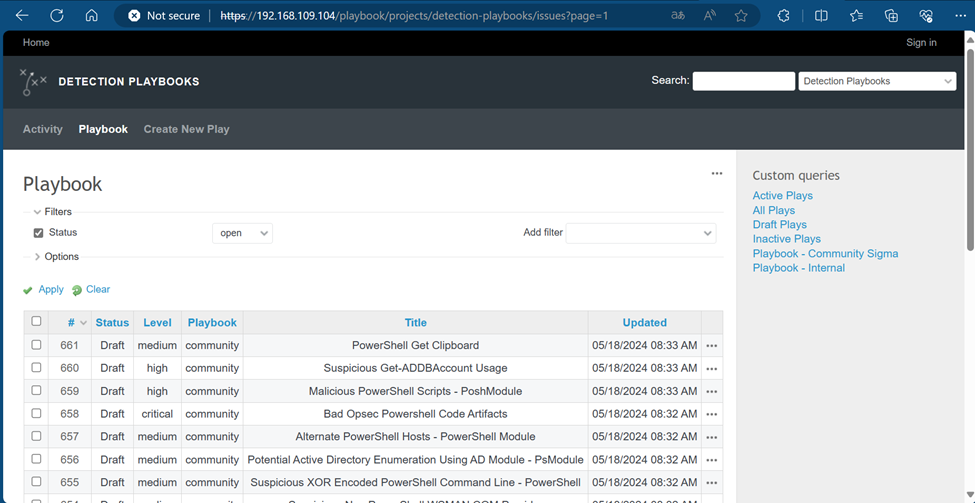 Not secure https://192.168.109.104/playbook/projects/detection-playbooks/issues?page=1
Home Sign in
DETECTION PLAYBOOKS Search: Detection Playbooks
Activity Playbook Create New Play
Playbook
Filters
Status open Add filter
Options
Apply Clear
Custom queries
Active Plays
All Plays
Draft Plays
Inactive Plays
Playbook - Community Sigma
Playbook - Internal
# Status Level Playbook Title Updated
661 Draft medium community PowerShell Get Clipboard 05/18/2024 08:33 AM
660 Draft high community Suspicious Get-ADDBAccount Usage 05/18/2024 08:33 AM
659 Draft high community Malicious PowerShell Scripts - PoshModule 05/18/2024 08:33 AM
658 Draft critical community Bad Opsec Powershell Code Artifacts 05/18/2024 08:32 AM
657 Draft medium community Alternate PowerShell Hosts - PowerShell Module 05/18/2024 08:32 AM
656 Draft medium community Potential Active Directory Enumeration Using AD Module - PsModule 05/18/2024 08:32 AM
655 Draft medium community Suspicious XOR Encoded PowerShell Command Line - PowerShell 05/18/2024 08:32 AM